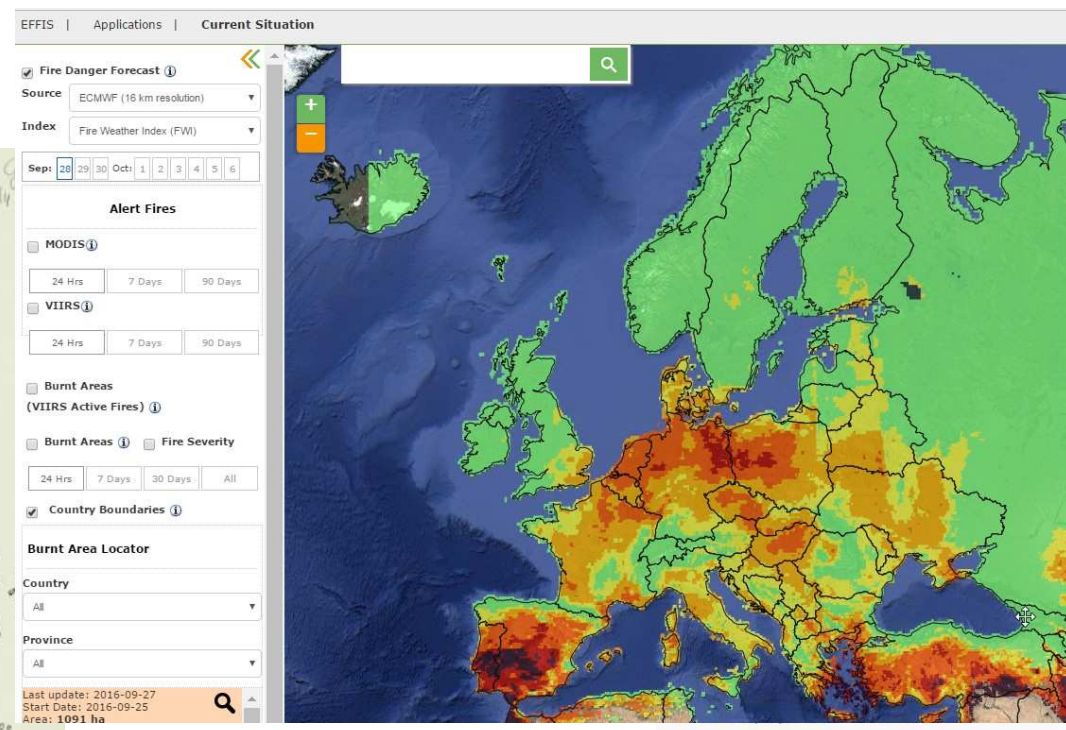 EFFIS | Applications | Current Situation
Fire Danger Forecast
Source ECMWF (16 km resolution)
Index Fire Weather Index (FWI)
Sep: 28 29 30 Oct: 1 2 3 4 5 6
Alert Fires
MODIS
24 Hrs 7 Days 90 Days
VIIRS
24 Hrs 7 Days 90 Days
Burnt Areas
(VIIRS Active Fires)
Burnt Areas Fire Severity
24 Hrs 7 Days 30 Days All
Country Boundaries
Burnt Area Locator
Country
All
Province
All
Last update: 2016-09-27
Start Date: 2016-09-25
Area: 1091 ha